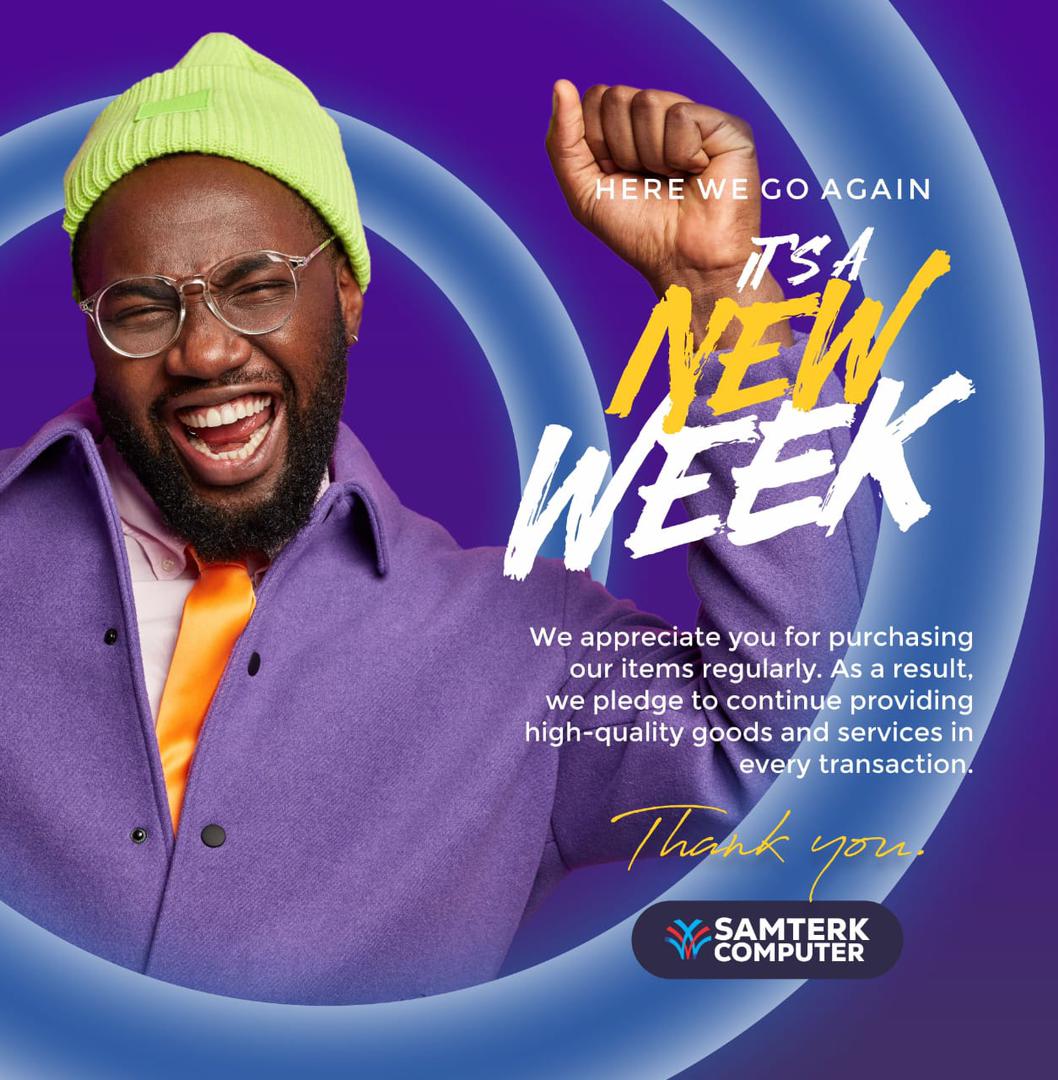 HERE WE GO AGAIN
IT'S A
NEW
WEEK
We appreciate you for purchasing
our items regularly. As a result,
we pledge to continue providing
high-quality goods and services in
every transaction.
Thank you.
SAMTERK
COMPUTER